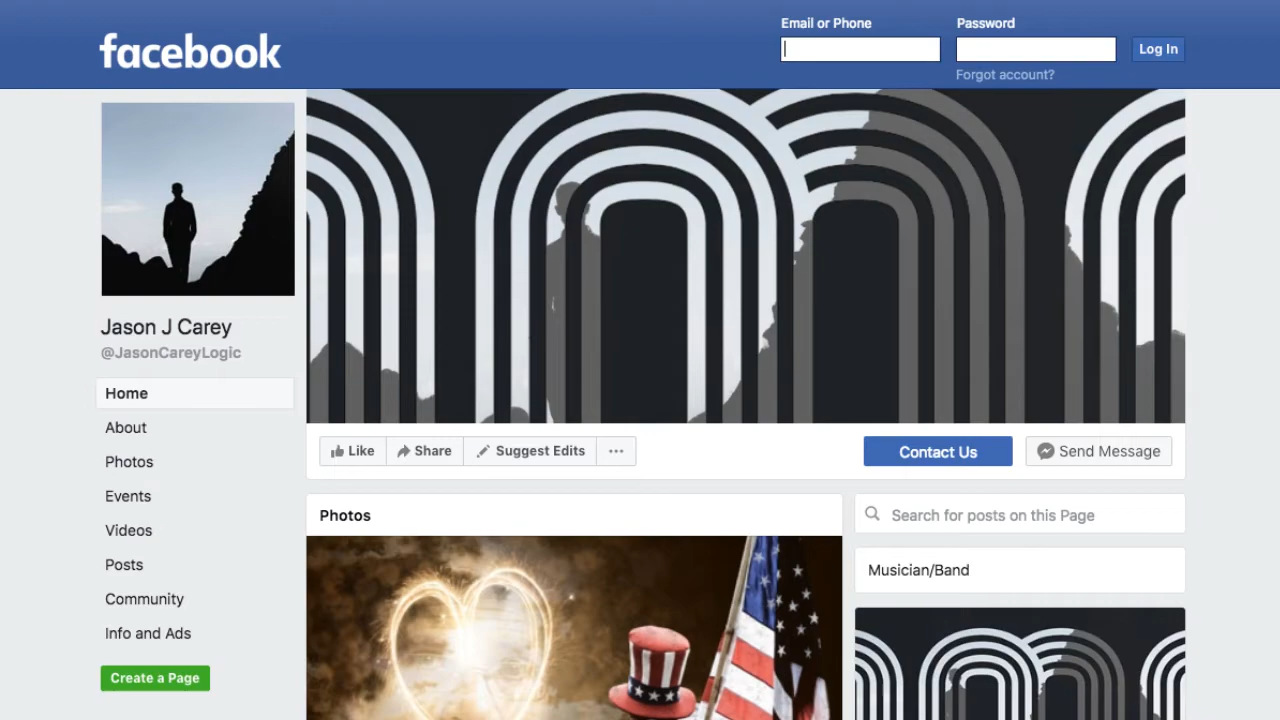 facebook
Email or Phone
Password
Log In
Forgot account?
Jason J Carey
@JasonCareyLogic
Home
About
Photos
Events
Videos
Posts
Community
Info and Ads
Create a Page
Like
Share
Suggest Edits
Contact Us
Send Message
Photos
Search for posts on this Page
Musician/Band